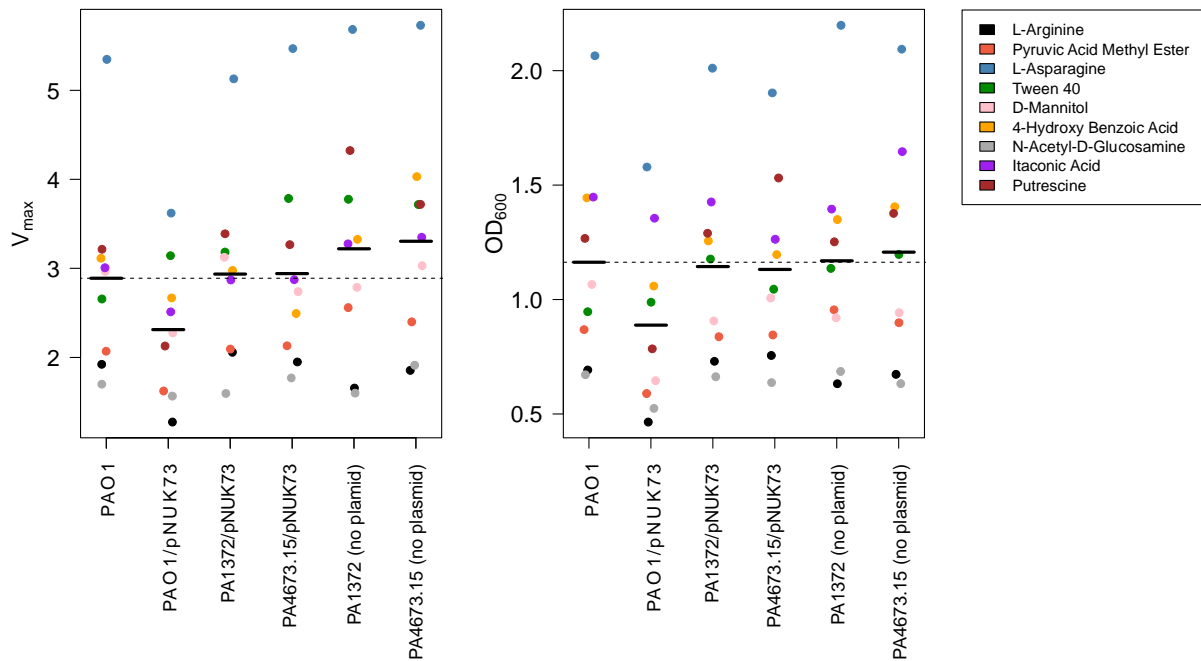 5
4
3
2
Vmax
PAO1
PAO1/pNUK73
PA1372/pNUK73
PA4673.15/pNUK73
PA1372 (no plamid)
PA4673.15 (no plasmid)
2.0
1.5
1.0
0.5
OD600
PAO1
PAO1/pNUK73
PA1372/pNUK73
PA4673.15/pNUK73
PA1372 (no plamid)
PA4673.15 (no plasmid)
L-Arginine
Pyruvic Acid Methyl Ester
L-Asparagine
Tween 40
D-Mannitol
4-Hydroxy Benzoic Acid
N-Acetyl-D-Glucosamine
Itaconic Acid
Putrescine